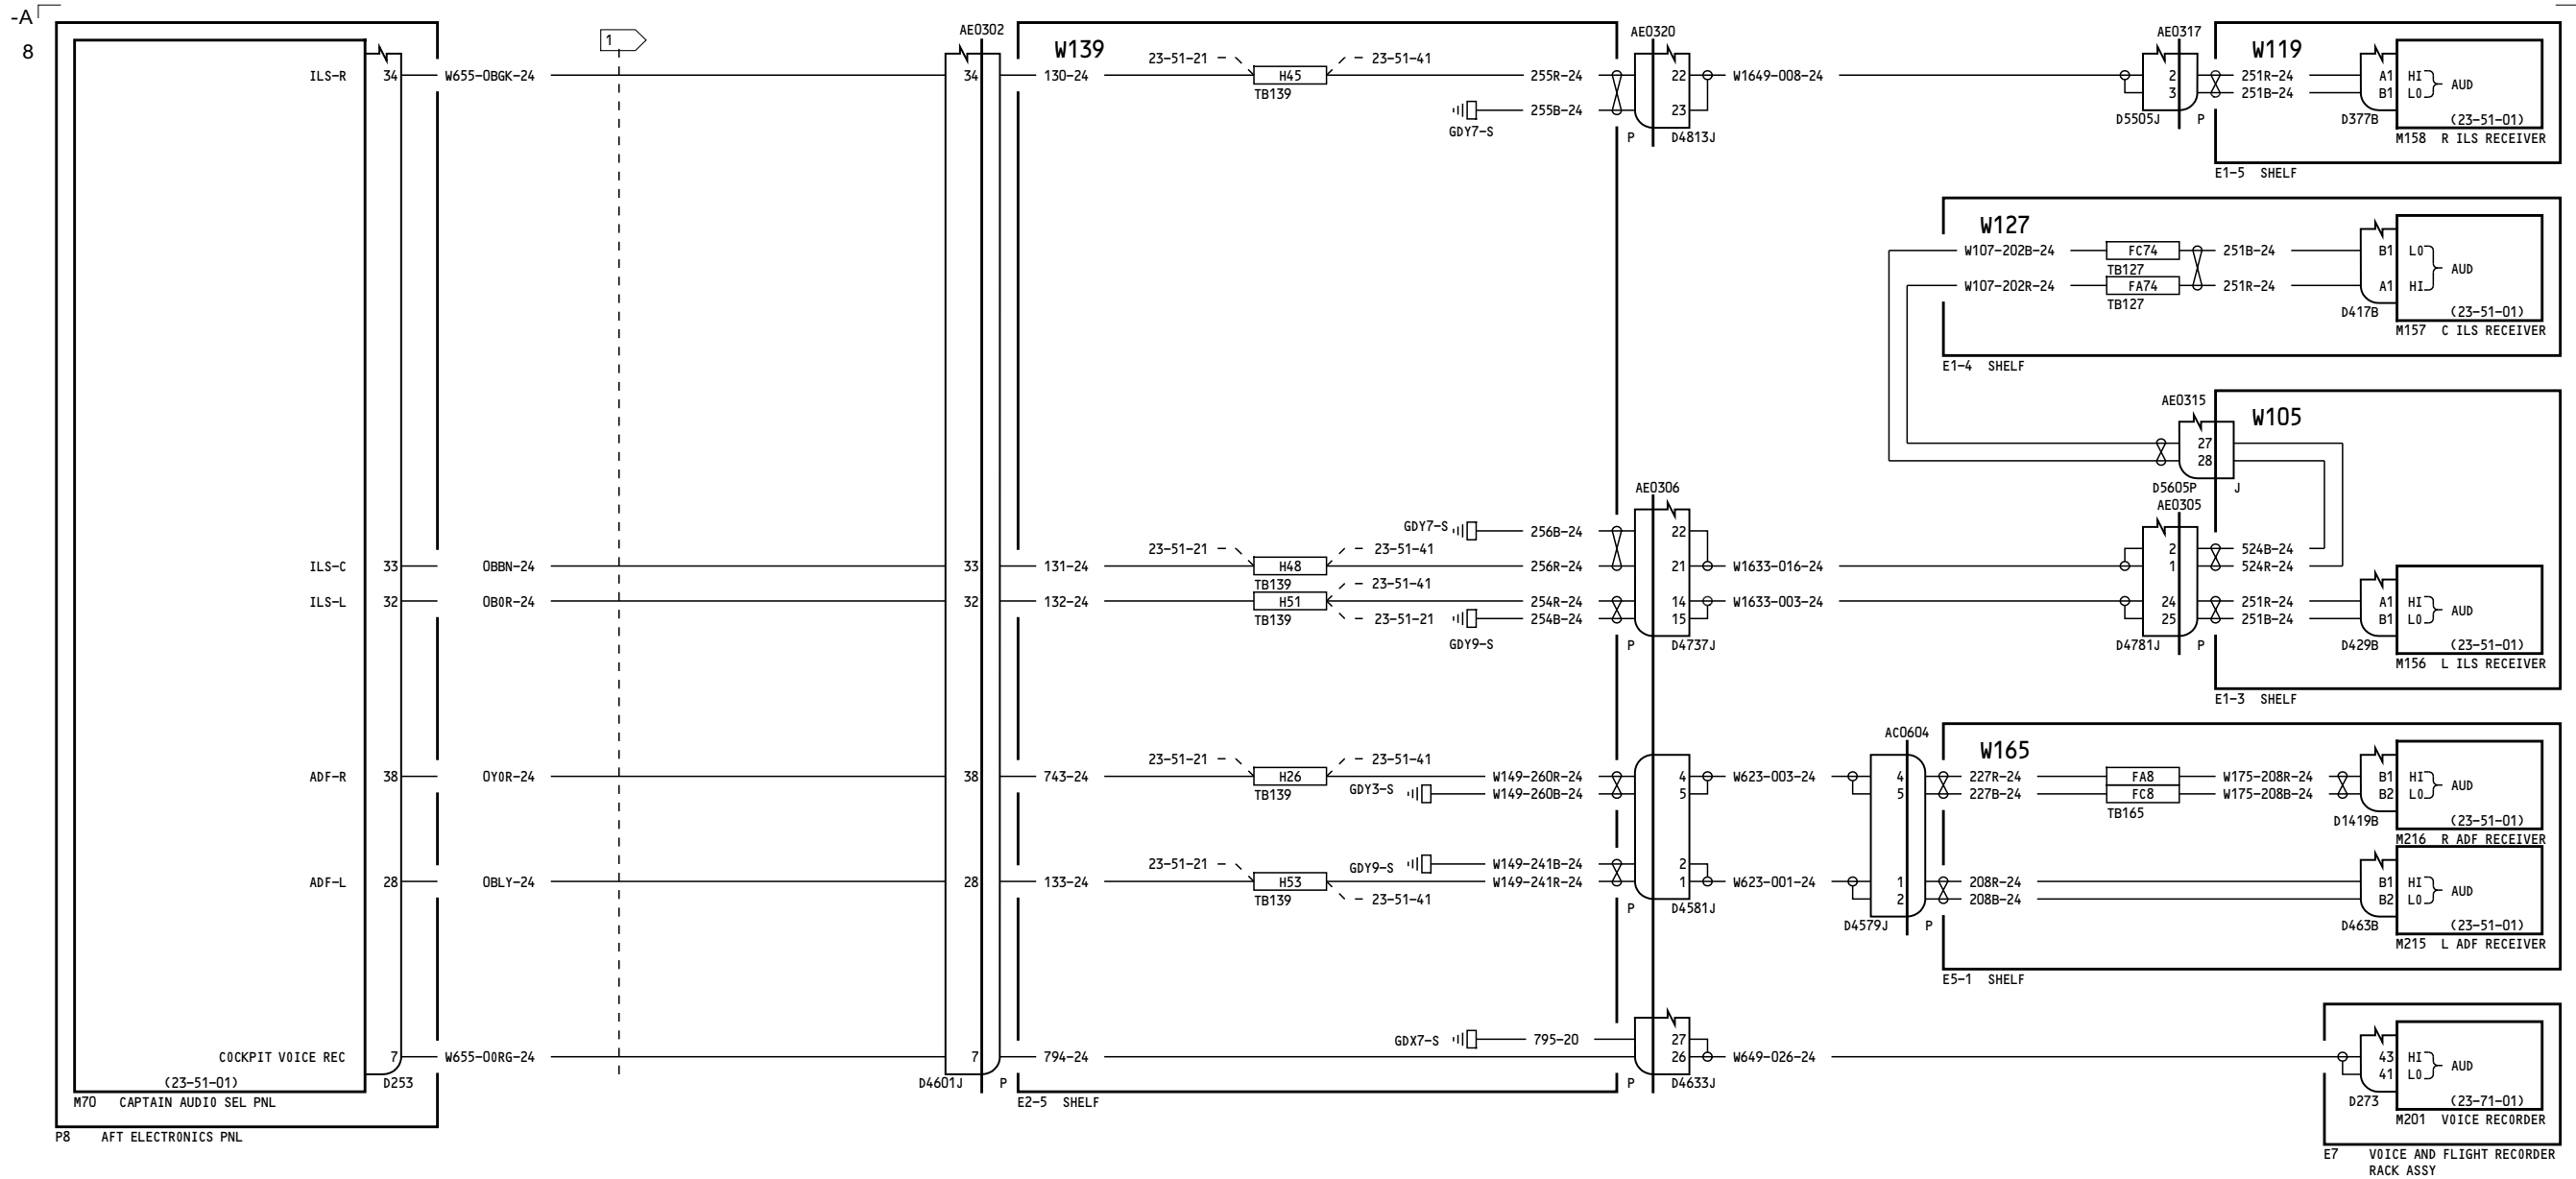 -A
8
1
AE0302
W139
AE0320
AE0317
W119
ILS-R 34 W655-0BGK-24 34 130-24
23-51-21 H45 23-51-41
TB139
255R-24 22 W1649-008-24
GDY7-S 255B-24 23
P D4813J
2 251R-24 A1 HI
3 251B-24 B1 LO
AUD
D5505J P D377B (23-51-01)
M158 R ILS RECEIVER
E1-5 SHELF
W127
W107-202B-24 FC74 251B-24 B1 LO
TB127
AUD
W107-202R-24 FA74 251R-24 A1 HI
TB127
D417B (23-51-01)
M157 C ILS RECEIVER
E1-4 SHELF
AE0315
W105
27
28
D5605P J
AE0306
AE0305
GDY7-S 256B-24 22
23-51-21 23-51-41
2 524B-24
ILS-C 33 0BBN-24 33 131-24 H48 256R-24 21 W1633-016-24 1 524R-24
TB139 23-51-41
ILS-L 32 0B0R-24 32 132-24 H51 254R-24 14 W1633-003-24 24 251R-24 A1 HI
TB139 23-51-21 254B-24 15 25 251B-24 B1 LO
AUD
GDY9-S P D4737J D4781J P D429B (23-51-01)
M156 L ILS RECEIVER
E1-3 SHELF
AC0604
W165
23-51-21 23-51-41
ADF-R 38 0Y0R-24 38 743-24 H26 W149-260R-24 4 W623-003-24 4 227R-24 FA8 W175-208R-24 B1 HI
TB139 GDY3-S W149-260B-24 5 5 227B-24 FC8 W175-208B-24 B2 LO
AUD
TB165
D1419B (23-51-01)
M216 R ADF RECEIVER
23-51-21 GDY9-S W149-241B-24 2
ADF-L 28 0BLY-24 28 133-24 H53 W149-241R-24 1 W623-001-24 1 208R-24 B1 HI
TB139 23-51-41
2 208B-24 B2 LO
AUD
P D4581J D4579J P D463B (23-51-01)
M215 L ADF RECEIVER
E5-1 SHELF
GDX7-S 795-20 27
COCKPIT VOICE REC 7 W655-00RG-24 7 794-24 26 W649-026-24 43 HI
41 LO
AUD
(23-51-01) D253 D4601J P P D4633J D273 (23-71-01)
M70 CAPTAIN AUDIO SEL PNL
E2-5 SHELF
M201 VOICE RECORDER
P8 AFT ELECTRONICS PNL
E7 VOICE AND FLIGHT RECORDER
RACK ASSY